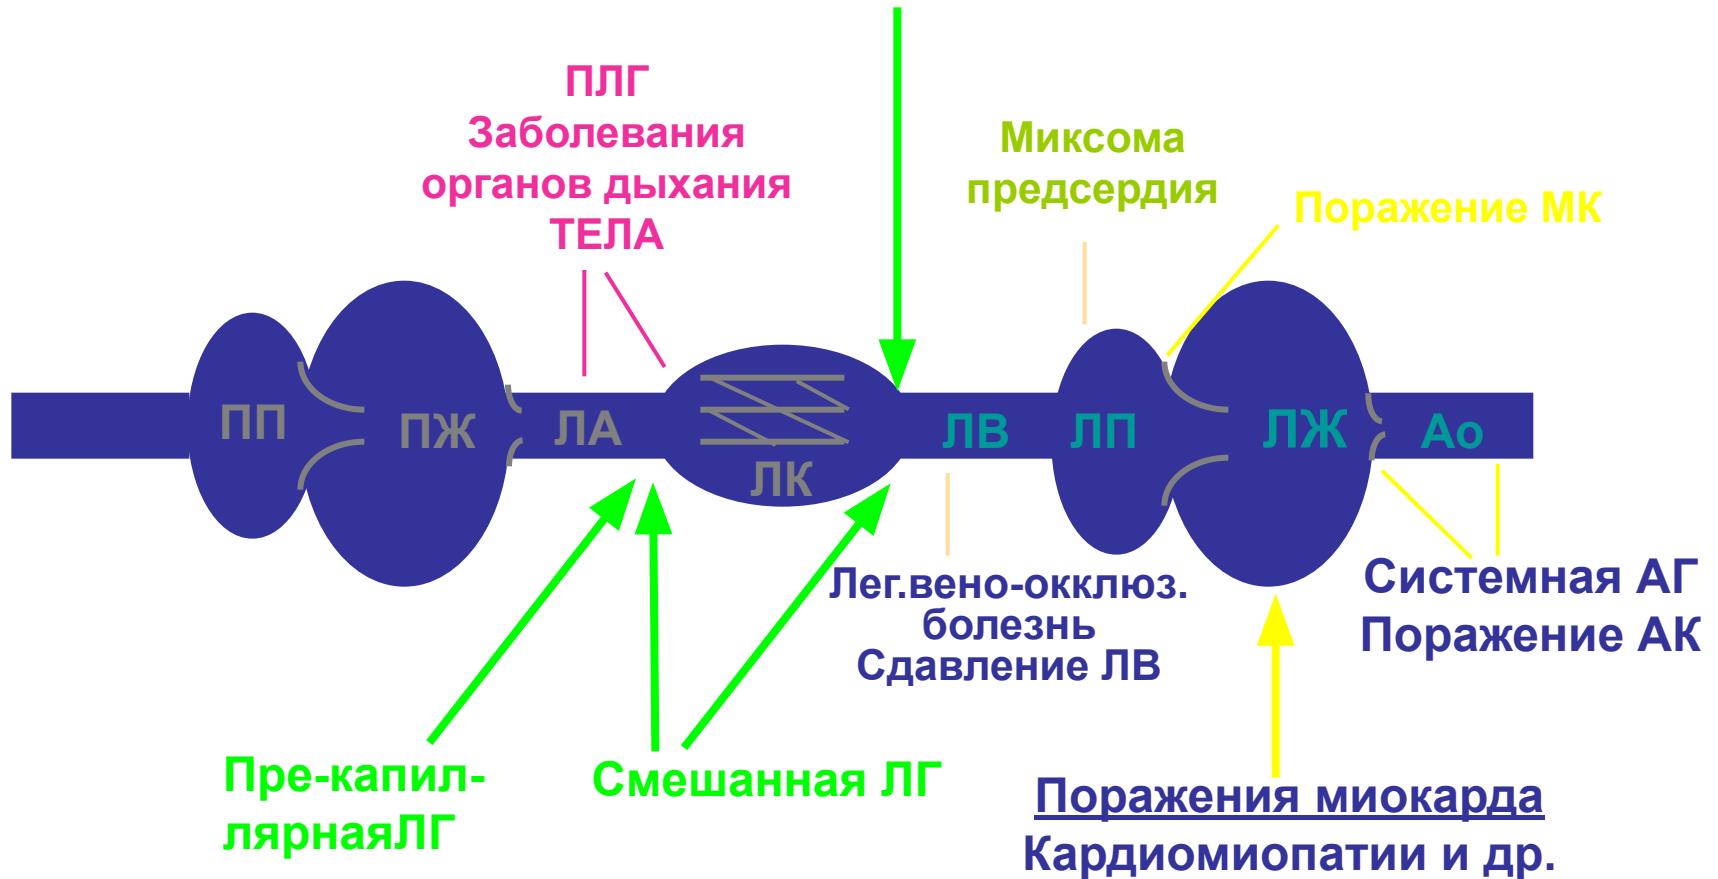 ПЛГ
Заболевания
органов дыхания
ТЕЛА
Миксома
предсердия
Поражение МК
ПП
ПЖ
ЛА
ЛК
ЛВ
ЛП
ЛЖ
Ао
Лег.вено-окклюз.
болезнь
Сдавление ЛВ
Системная АГ
Поражение АК
Пре-капил-
лярнаяЛГ
Смешанная ЛГ
Поражения миокарда
Кардиомиопатии и др.